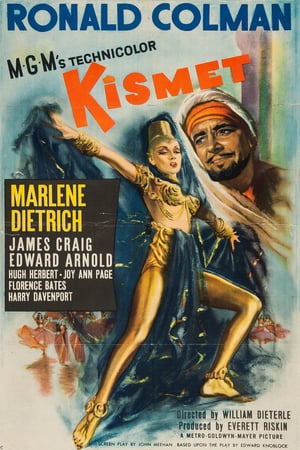 RONALD COLMAN
M·G·M's TECHNICOLOR
KISMET
MARLENE
DIETRICH
JAMES CRAIG
EDWARD ARNOLD
HUGH HERBERT · JOY ANN PAGE
FLORENCE BATES
HARRY DAVENPORT
Directed by WILLIAM DIETERLE
Produced by EVERETT RISKIN
A METRO-GOLDWYN-MAYER PICTURE
SCREEN PLAY BY JOHN MEEHAN BASED UPON THE PLAY BY EDWARD KNOBLOCK